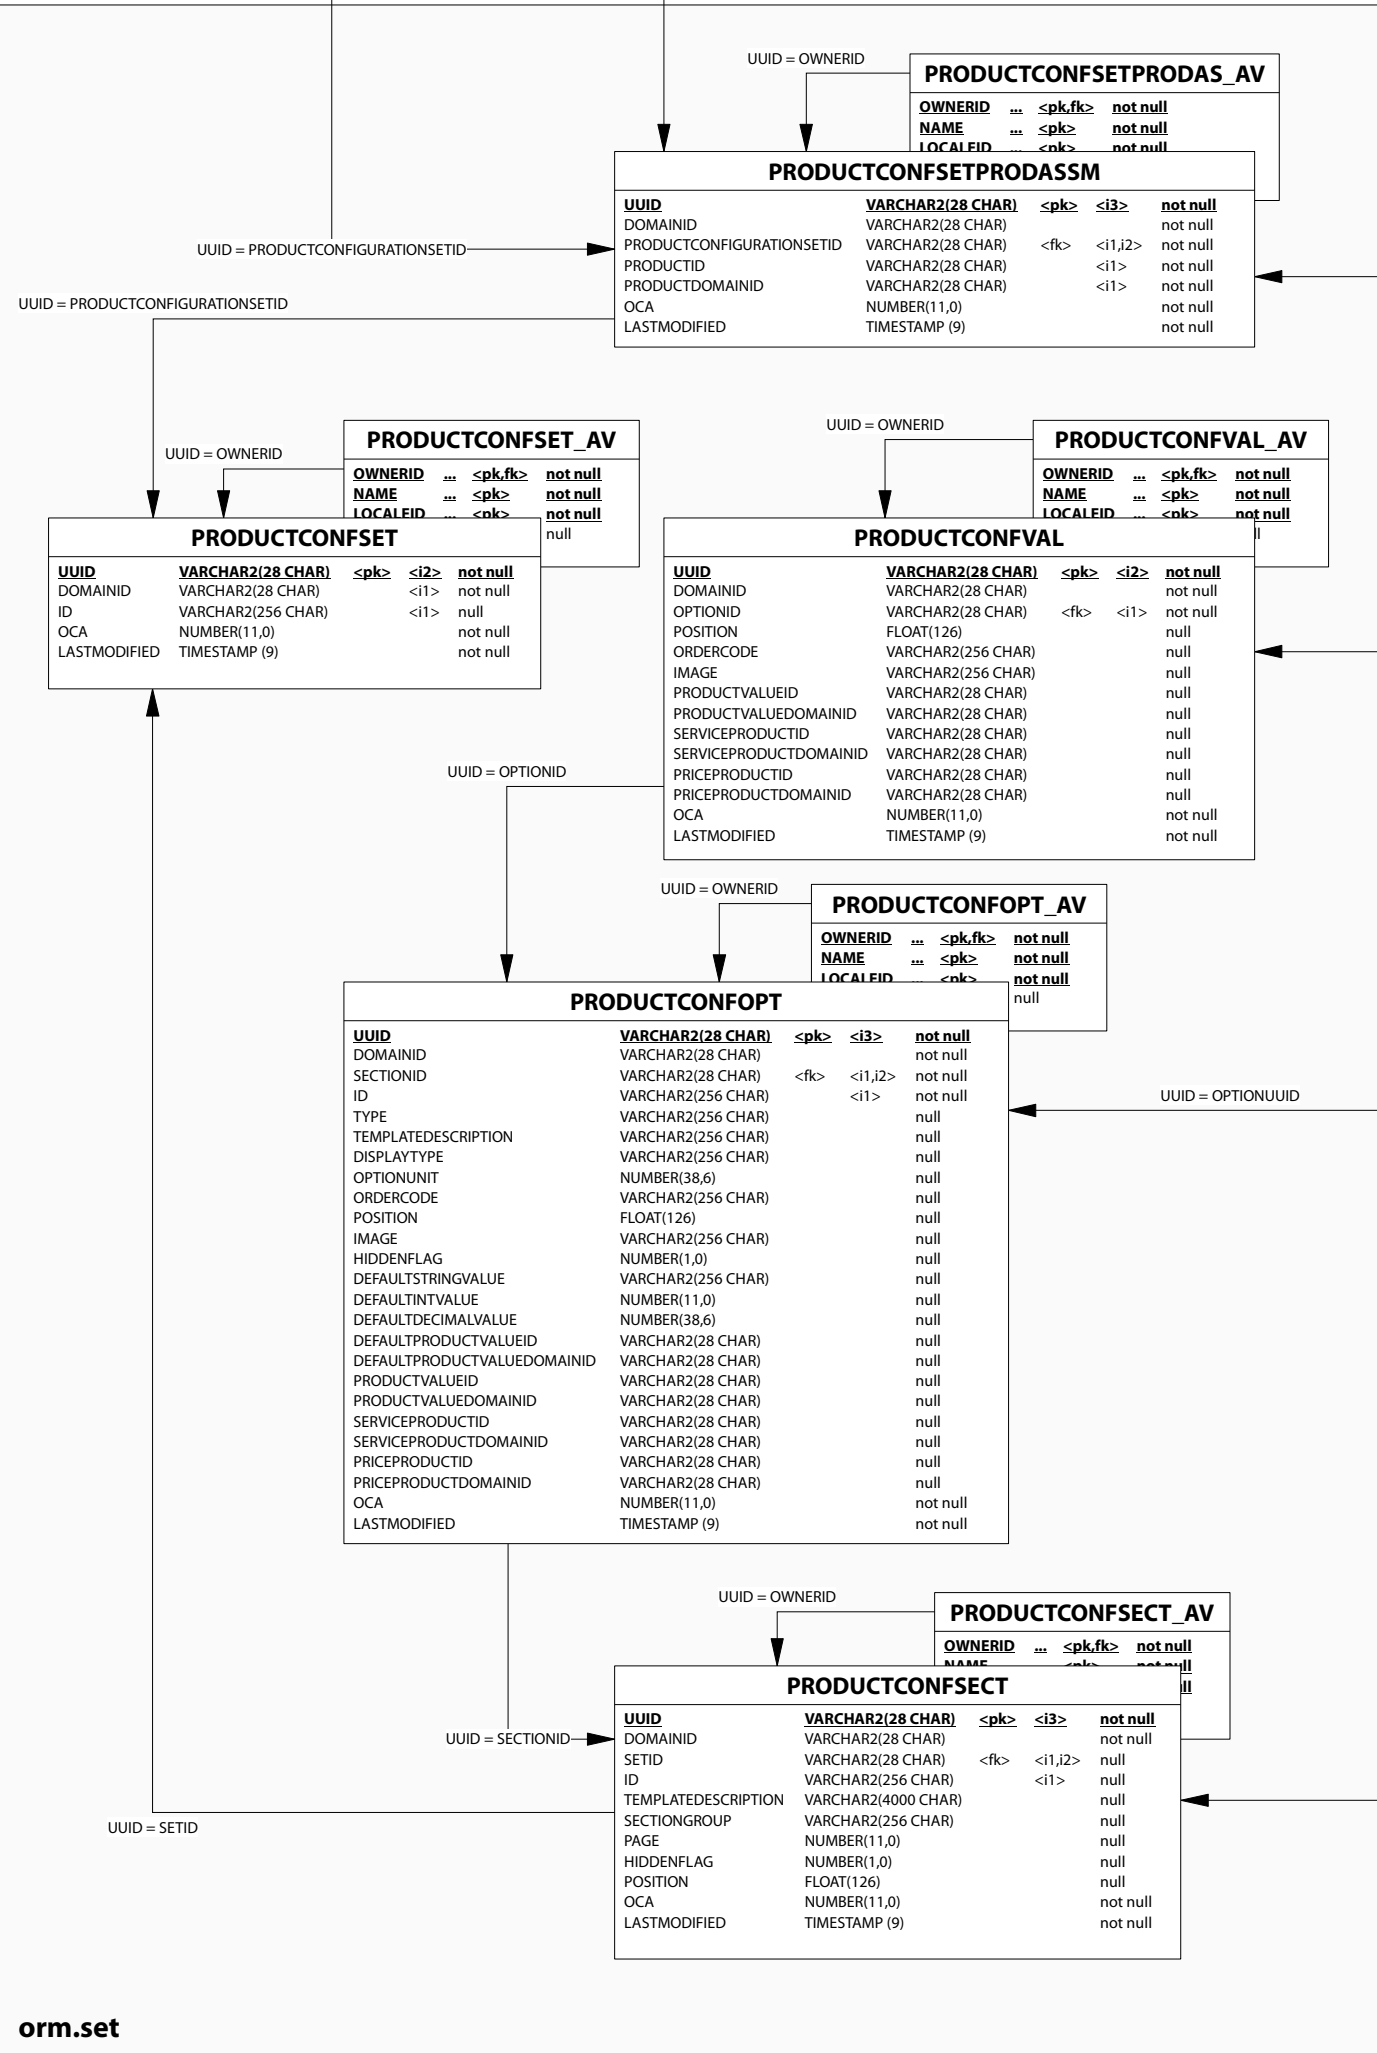 UUID = OWNERID
PRODUCTCONFSETPRODAS_AV
OWNERID ... <pk,fk> not null
NAME ... <pk> not null
LOCALEID ... <pk> not null
PRODUCTCONFSETPRODASSM
UUID VARCHAR2(28 CHAR) <pk> <i3> not null
DOMAINID VARCHAR2(28 CHAR) not null
PRODUCTCONFIGURATIONSETID VARCHAR2(28 CHAR) <fk> <i1,i2> not null
PRODUCTID VARCHAR2(28 CHAR) <i1> not null
PRODUCTDOMAINID VARCHAR2(28 CHAR) <i1> not null
OCA NUMBER(11,0) not null
LASTMODIFIED TIMESTAMP (9) not null
UUID = PRODUCTCONFIGURATIONSETID
UUID = PRODUCTCONFIGURATIONSETID
UUID = OWNERID
PRODUCTCONFSET_AV
OWNERID ... <pk,fk> not null
NAME ... <pk> not null
LOCALEID ... <pk> not null
null
PRODUCTCONFSET
UUID VARCHAR2(28 CHAR) <pk> <i2> not null
DOMAINID VARCHAR2(28 CHAR) <i1> not null
ID VARCHAR2(256 CHAR) <i1> null
OCA NUMBER(11,0) not null
LASTMODIFIED TIMESTAMP (9) not null
UUID = OWNERID
PRODUCTCONFVAL_AV
OWNERID ... <pk,fk> not null
NAME ... <pk> not null
LOCALEID ... <pk> not null
PRODUCTCONFVAL
UUID VARCHAR2(28 CHAR) <pk> <i2> not null
DOMAINID VARCHAR2(28 CHAR) not null
OPTIONID VARCHAR2(28 CHAR) <fk> <i1> not null
POSITION FLOAT(126) null
ORDERCODE VARCHAR2(256 CHAR) null
IMAGE VARCHAR2(256 CHAR) null
PRODUCTVALUEID VARCHAR2(28 CHAR) null
PRODUCTVALUEDOMAINID VARCHAR2(28 CHAR) null
SERVICEPRODUCTID VARCHAR2(28 CHAR) null
SERVICEPRODUCTDOMAINID VARCHAR2(28 CHAR) null
PRICEPRODUCTID VARCHAR2(28 CHAR) null
PRICEPRODUCTDOMAINID VARCHAR2(28 CHAR) null
OCA NUMBER(11,0) not null
LASTMODIFIED TIMESTAMP (9) not null
UUID = OPTIONID
UUID = OWNERID
PRODUCTCONFOPT_AV
OWNERID ... <pk,fk> not null
NAME ... <pk> not null
LOCALEID ... <pk> not null
null
PRODUCTCONFOPT
UUID VARCHAR2(28 CHAR) <pk> <i3> not null
DOMAINID VARCHAR2(28 CHAR) not null
SECTIONID VARCHAR2(28 CHAR) <fk> <i1,i2> not null
ID VARCHAR2(256 CHAR) <i1> not null
TYPE VARCHAR2(256 CHAR) null
TEMPLATEDESCRIPTION VARCHAR2(256 CHAR) null
DISPLAYTYPE VARCHAR2(256 CHAR) null
OPTIONUNIT NUMBER(38,6) null
ORDERCODE VARCHAR2(256 CHAR) null
POSITION FLOAT(126) null
IMAGE VARCHAR2(256 CHAR) null
HIDDENFLAG NUMBER(1,0) null
DEFAULTSTRINGVALUE VARCHAR2(256 CHAR) null
DEFAULTINTVALUE NUMBER(11,0) null
DEFAULTDECIMALVALUE NUMBER(38,6) null
DEFAULTPRODUCTVALUEID VARCHAR2(28 CHAR) null
DEFAULTPRODUCTVALUEDOMAINID VARCHAR2(28 CHAR) null
PRODUCTVALUEID VARCHAR2(28 CHAR) null
PRODUCTVALUEDOMAINID VARCHAR2(28 CHAR) null
SERVICEPRODUCTID VARCHAR2(28 CHAR) null
SERVICEPRODUCTDOMAINID VARCHAR2(28 CHAR) null
PRICEPRODUCTID VARCHAR2(28 CHAR) null
PRICEPRODUCTDOMAINID VARCHAR2(28 CHAR) null
OCA NUMBER(11,0) not null
LASTMODIFIED TIMESTAMP (9) not null
UUID = OPTIONUUID
UUID = OWNERID
PRODUCTCONFSECT_AV
OWNERID ... <pk,fk> not null
NAME <pk> not null
PRODUCTCONFSECT
UUID VARCHAR2(28 CHAR) <pk> <i3> not null
DOMAINID VARCHAR2(28 CHAR) not null
SETID VARCHAR2(28 CHAR) <fk> <i1,i2> null
ID VARCHAR2(256 CHAR) <i1> null
TEMPLATEDESCRIPTION VARCHAR2(4000 CHAR) null
SECTIONGROUP VARCHAR2(256 CHAR) null
PAGE NUMBER(11,0) null
HIDDENFLAG NUMBER(1,0) null
POSITION FLOAT(126) null
OCA NUMBER(11,0) not null
LASTMODIFIED TIMESTAMP (9) not null
UUID = SECTIONID
UUID = SETID
orm.set